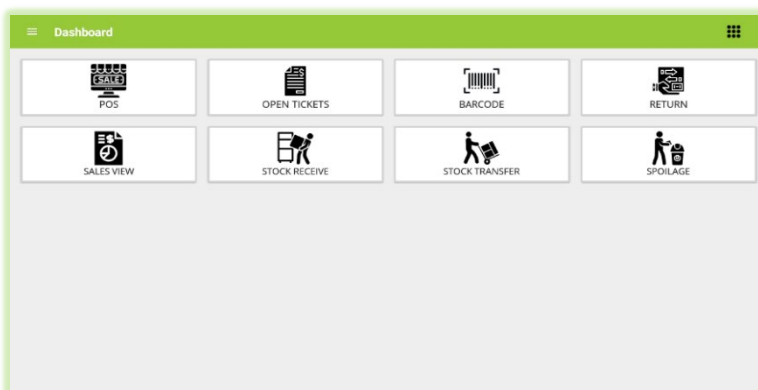 Dashboard
SALE
POS
OPEN TICKETS
BARCODE
RETURN
SALES VIEW
STOCK RECEIVE
STOCK TRANSFER
SPOILAGE